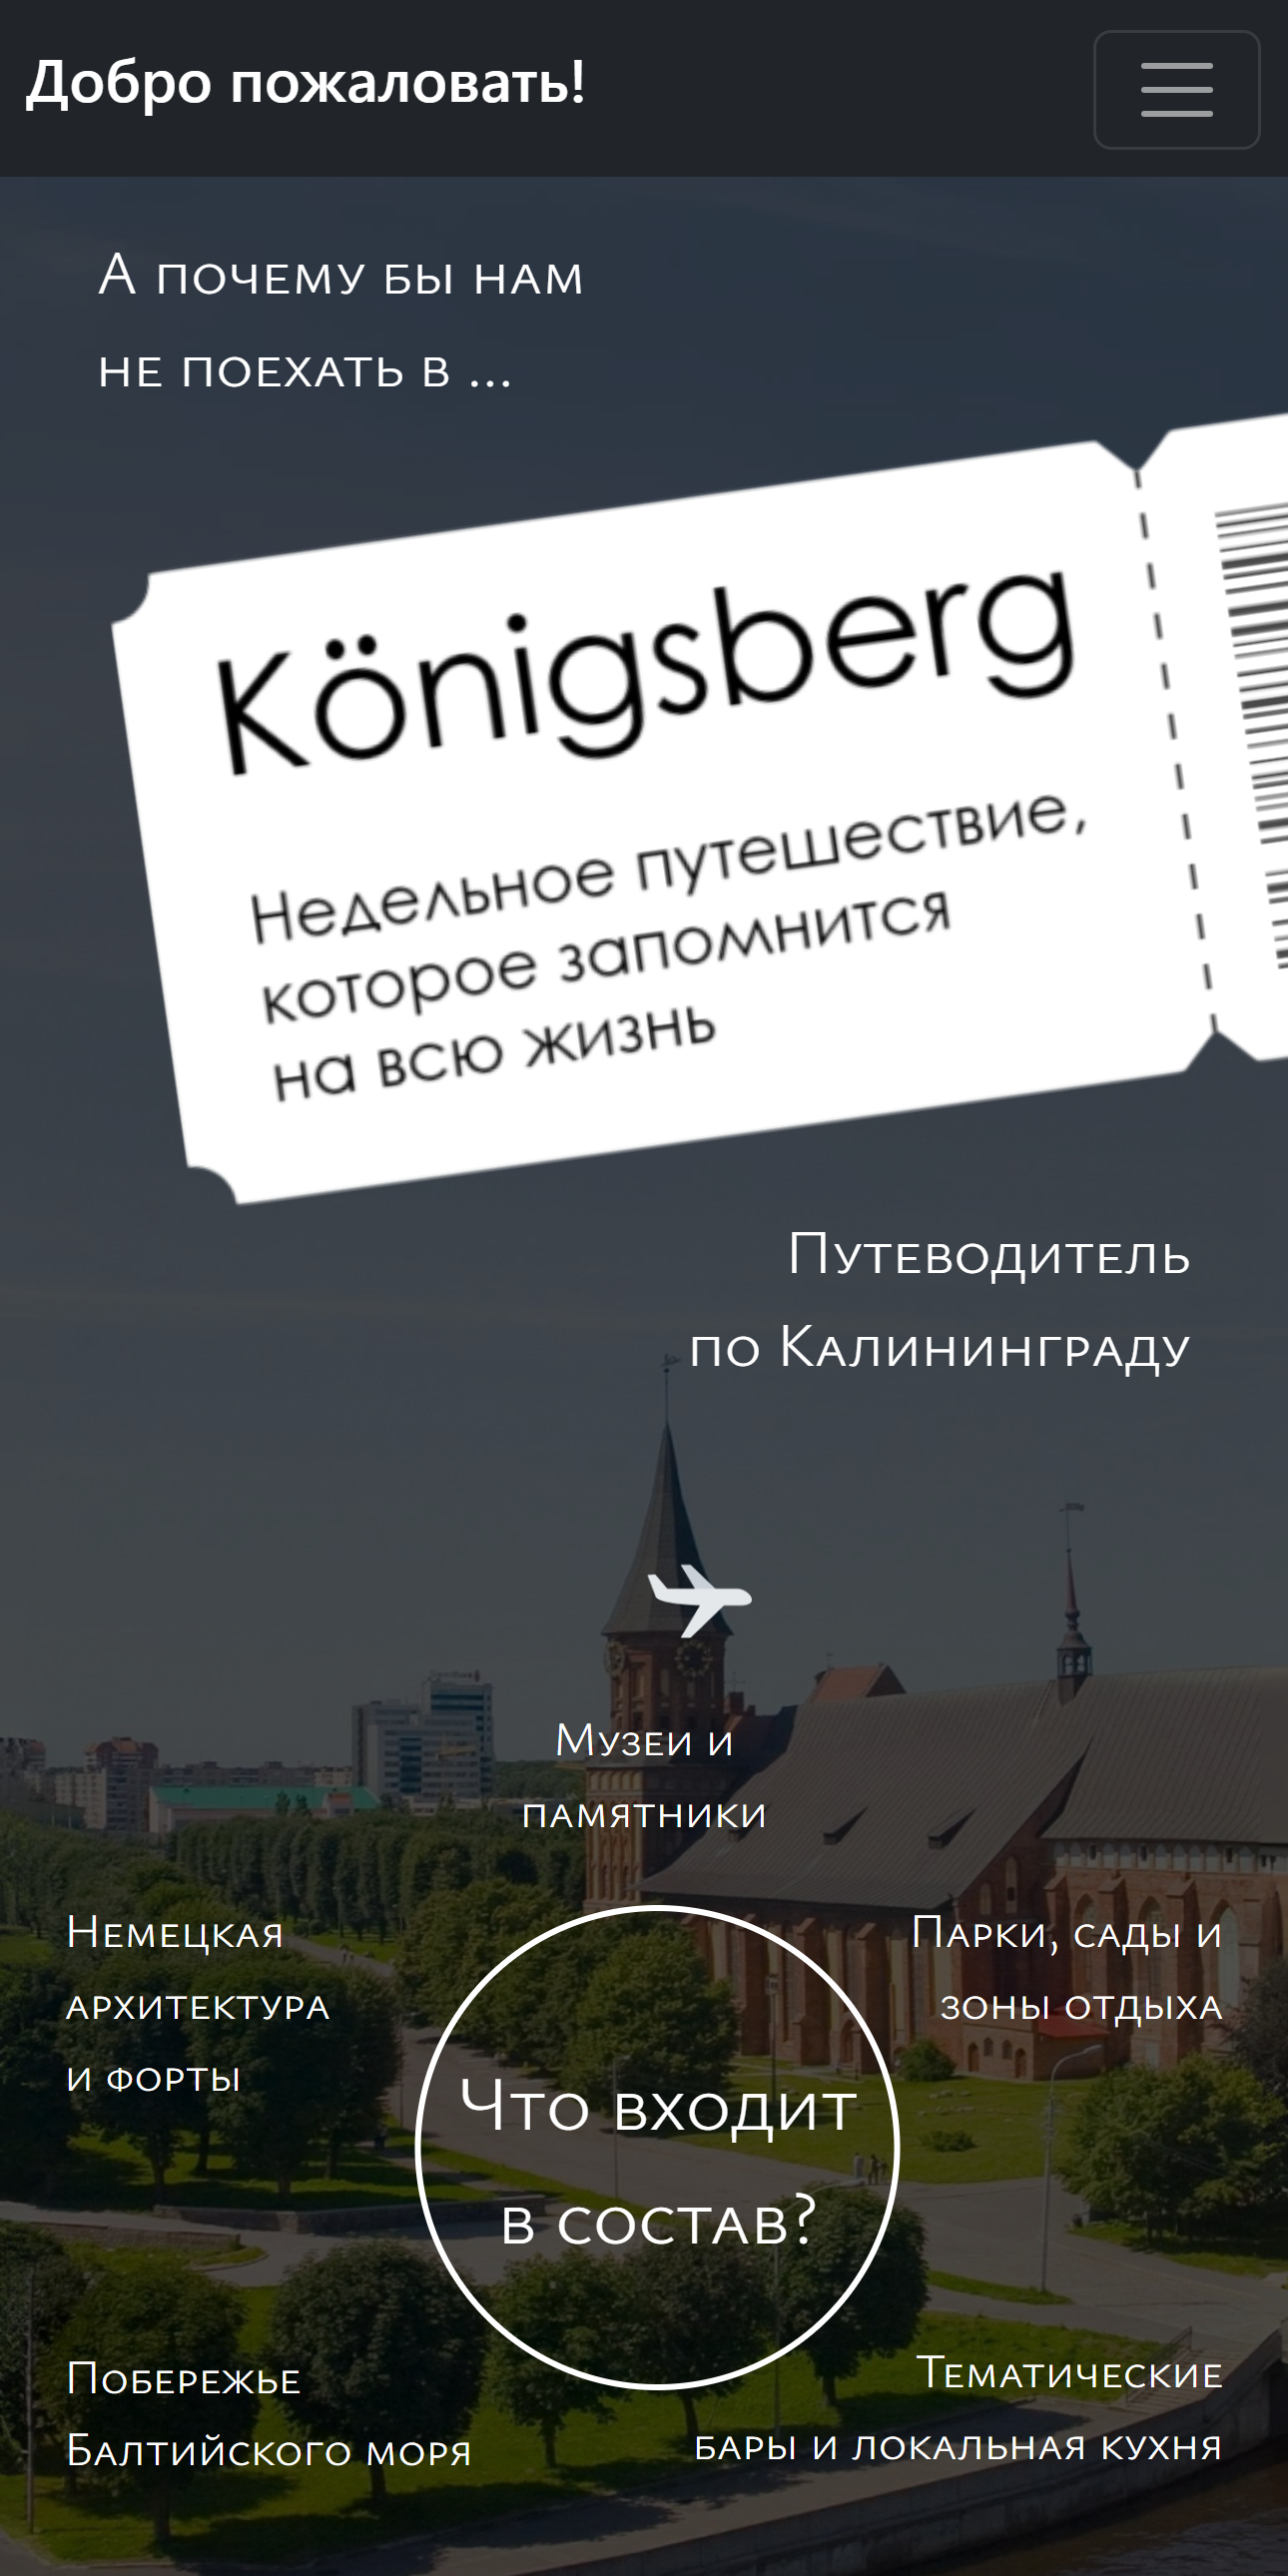 Добро пожаловать!
А почему бы нам
не поехать в ...
Königsberg
Недельное путешествие,
которое запомнится
на всю жизнь
Путеводитель
по Калининграду
Музеи и
памятники
Немецкая
архитектура
и форты
Парки, сады и
зоны отдыха
Что входит
в состав?
Побережье
Балтийского моря
Тематические
бары и локальная кухня